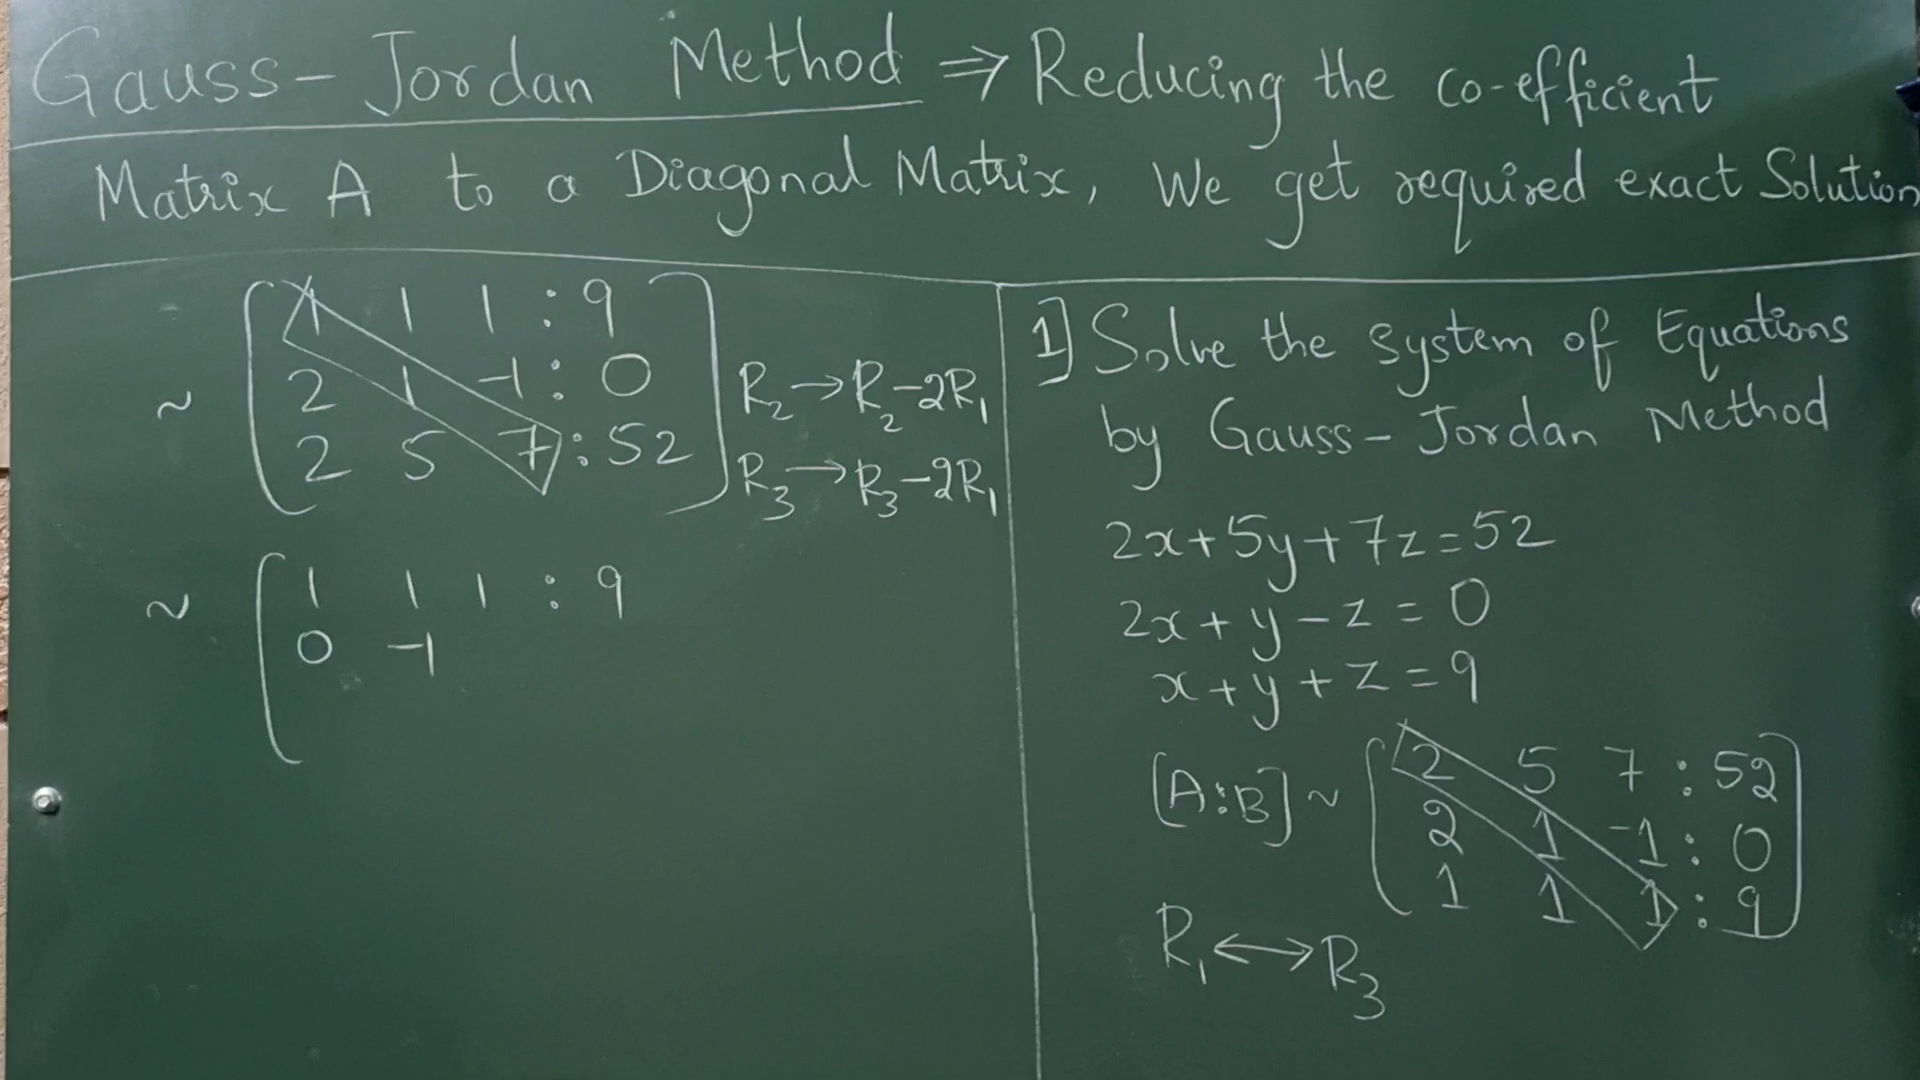 Gauss-Jordan Method ⇒ Reducing the co-efficient
Matrix A to a Diagonal Matrix, We get required exact Solution
1 1 1 : 9
~ 2 1 -1 : 0 R₂→R₂-2R₁
2 5 7 : 52 R₃→R₃-2R₁
~ 1 1 1 : 9
0 -1
1] Solve the system of Equations
by Gauss-Jordan Method
2x+5y+7z=52
2x+y-z=0
x+y+z=9
[A:B] ~ 2 5 7 : 52
2 1 -1 : 0
1 1 1 : 9
R₁↔R₃